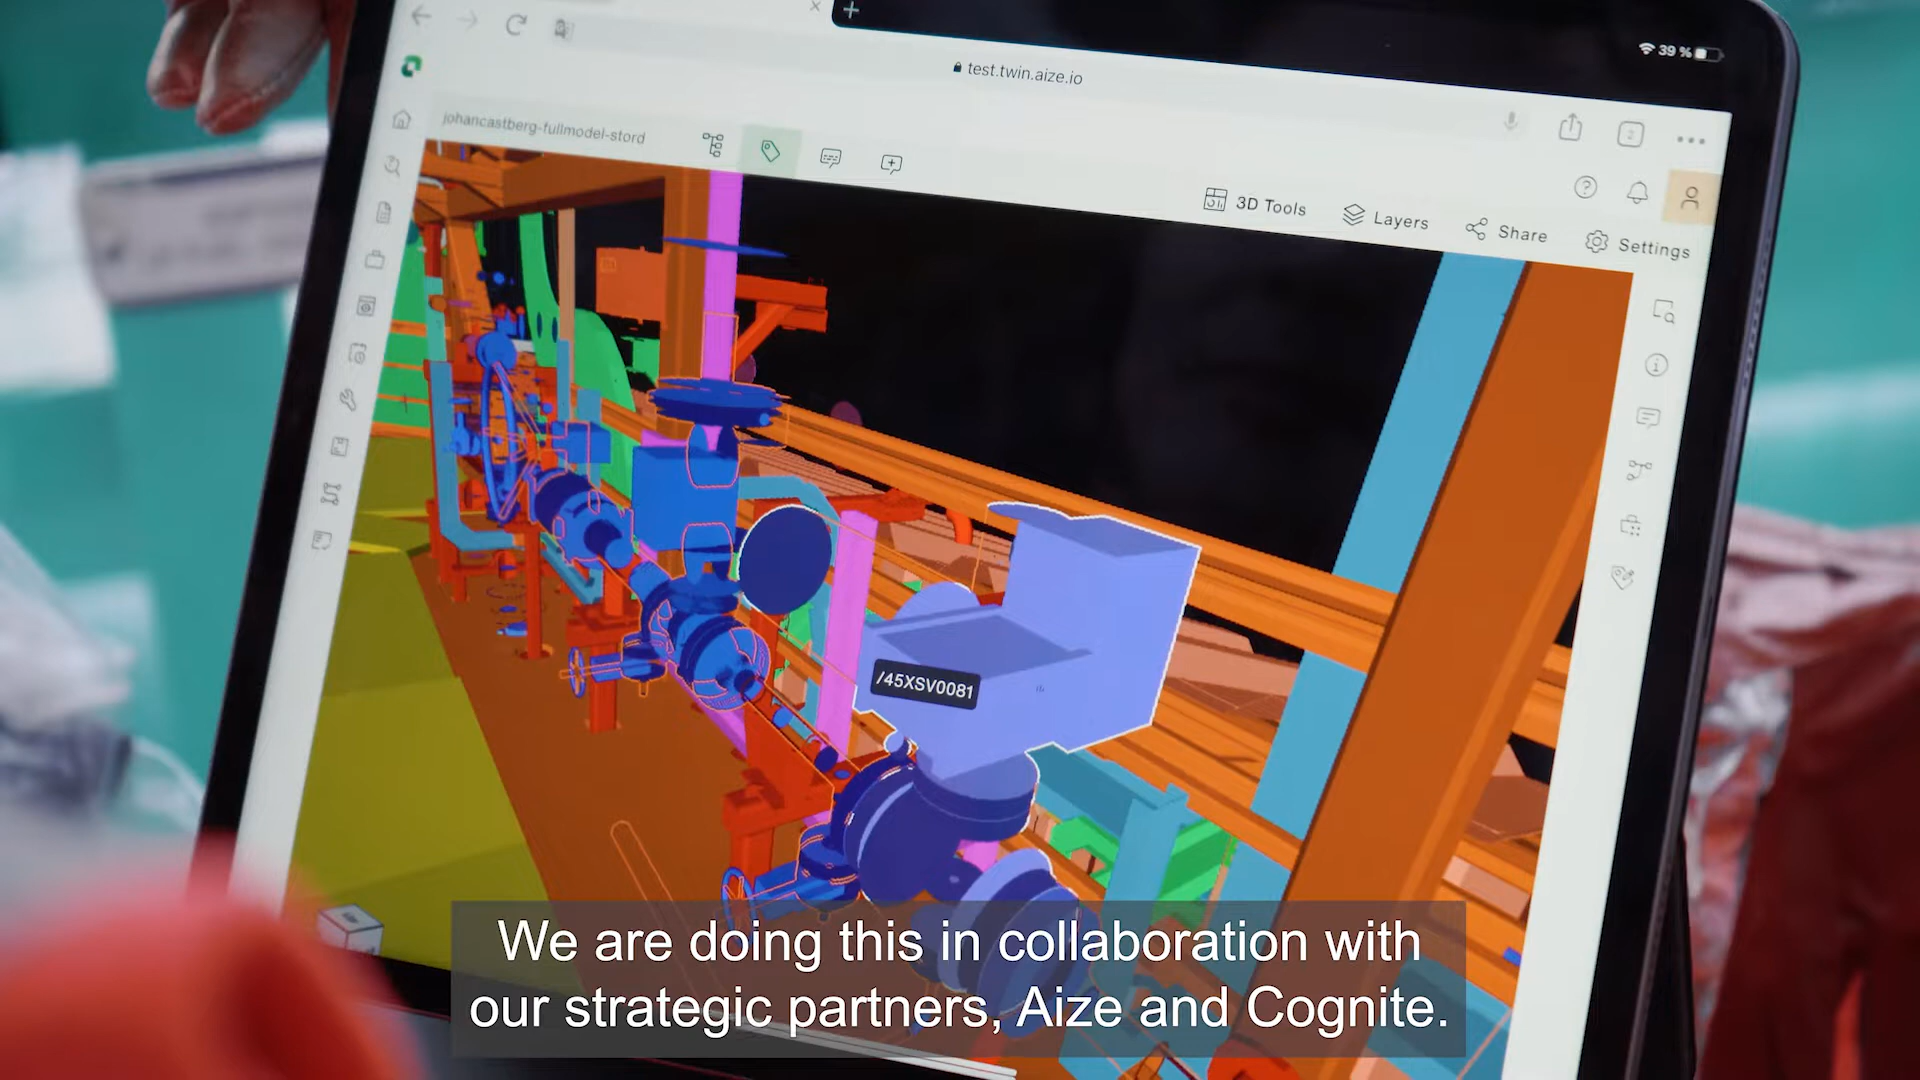 39 %
test.twin.aize.io
johancastberg-fullmodel-stord
2
3D Tools
Layers
Share
Settings
/45XSV0081
We are doing this in collaboration with
our strategic partners, Aize and Cognite.